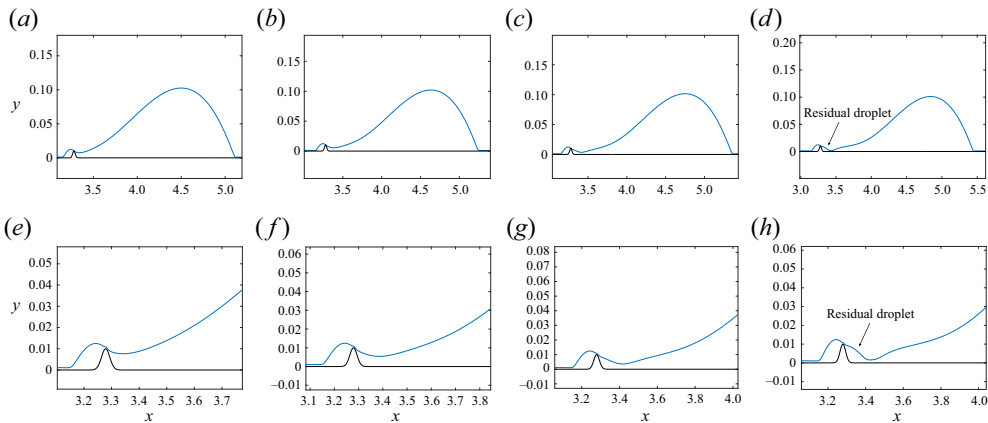 (a) (b) (c) (d)
0.15 0.15 0.15 0.20
0.15
0.10 0.10 0.10
y 0.10 Residual droplet
0.05 0.05 0.05 0.05
0 0 0 0
3.5 4.0 4.5 5.0 3.5 4.0 4.5 5.0 3.5 4.0 4.5 5.0 3.0 3.5 4.0 4.5 5.0 5.5
(e) (f) (g) (h)
0.05 0.06 0.08 0.06
0.07
0.04 0.05 0.06 0.05
0.04 0.05 0.04
y 0.03 0.03 0.04 0.03 Residual droplet
0.02 0.02 0.03 0.02
0.02
0.01 0.01 0.01 0.01
0 0 0 0
–0.01 –0.01 –0.01
3.2 3.3 3.4 3.5 3.6 3.7 3.1 3.2 3.3 3.4 3.5 3.6 3.7 3.8 3.2 3.4 3.6 3.8 4.0 3.2 3.4 3.6 3.8 4.0
x x x x